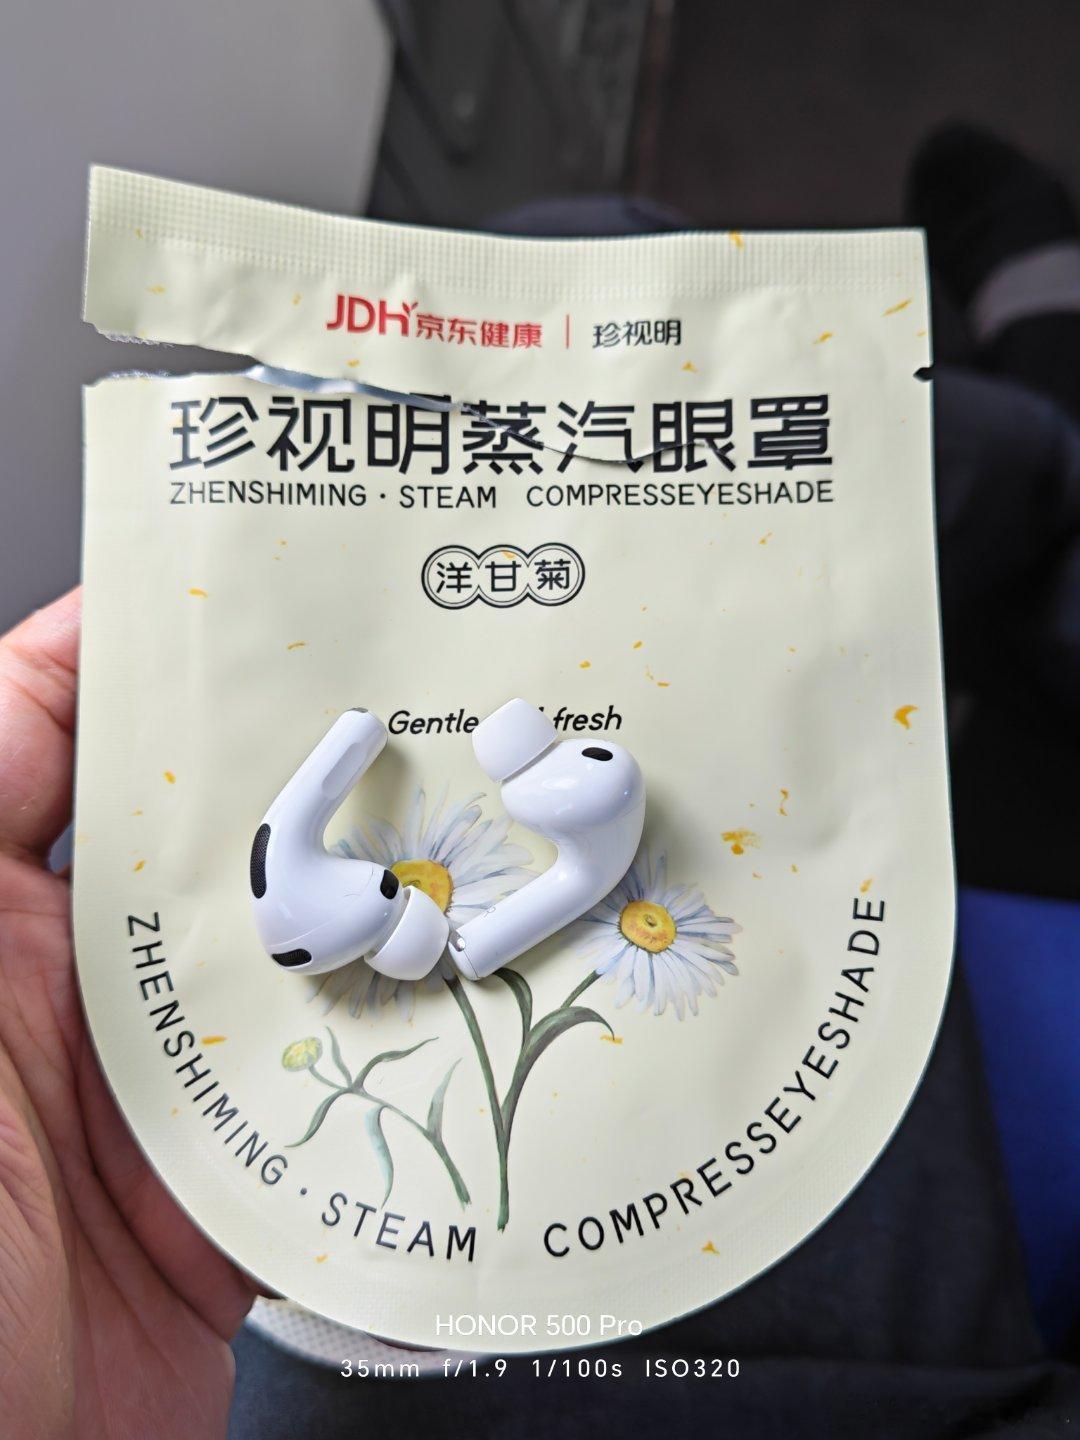 JDH京东健康 | 珍视明
珍视明蒸汽眼罩
ZHENSHIMING · STEAM COMPRESSEYESHADE
洋甘菊
Gentle fresh
ZHENSHIMING · STEAM COMPRESSEYESHADE
HONOR 500 Pro
35mm f/1.9 1/100s ISO320